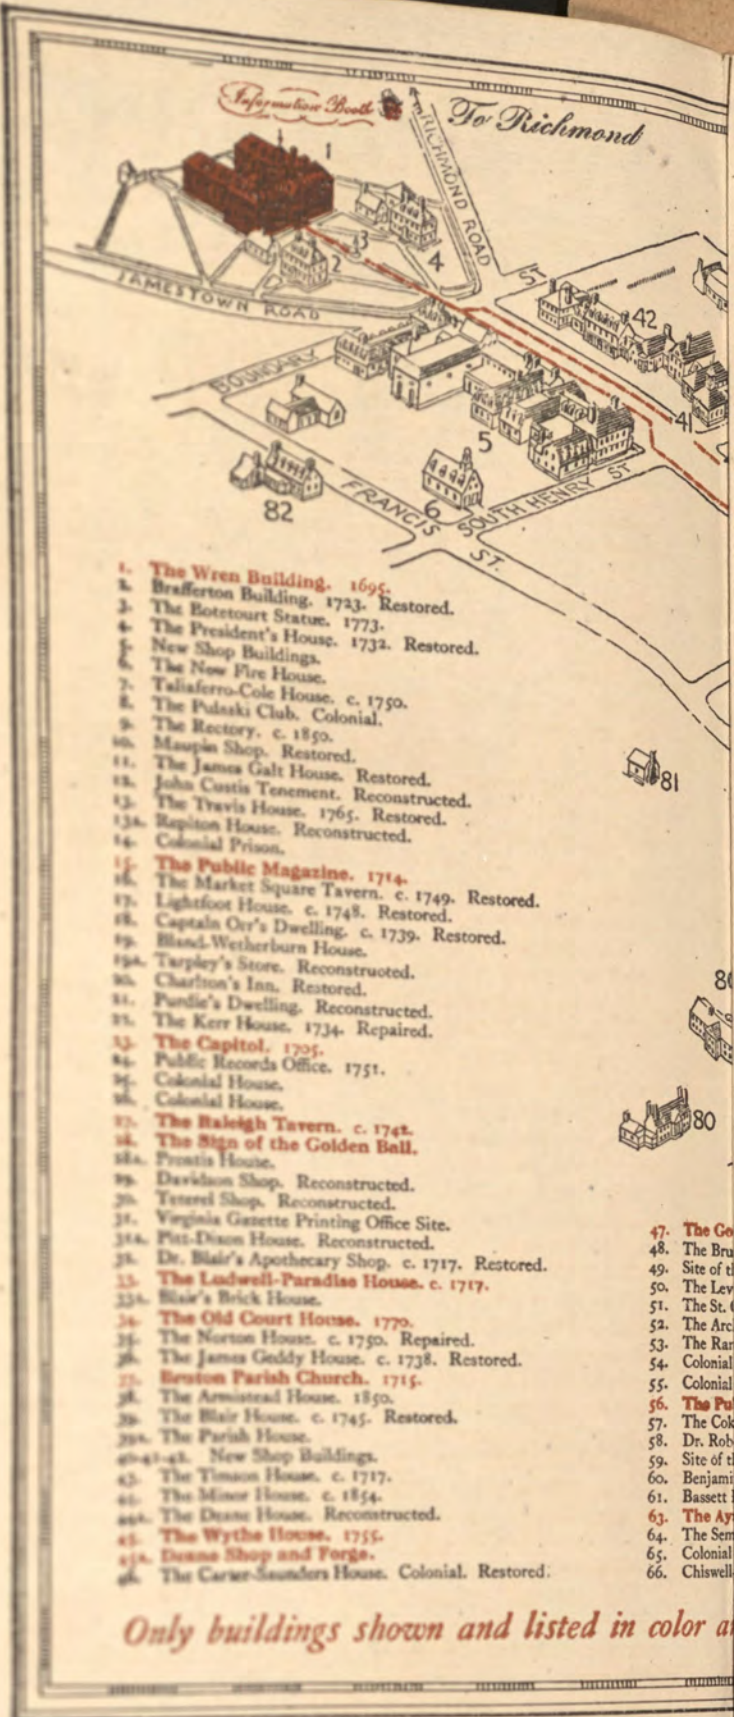 Information Booth
To Richmond
RICHMOND ROAD
1
3
4
2
ST
42
JAMESTOWN ROAD
BOUNDARY
41
5
6
82
FRANCIS ST.
SOUTH HENRY ST
81
80
1. The Wren Building. 1695.
2. Brafferton Building. 1723. Restored.
3. The Botetourt Statue. 1773.
4. The President's House. 1732. Restored.
5. New Shop Buildings.
6. The New Fire House.
7. Taliaferro-Cole House. c. 1750.
8. The Pulaski Club. Colonial.
9. The Rectory. c. 1850.
10. Maupin Shop. Restored.
11. The James Galt House. Restored.
12. John Custis Tenement. Reconstructed.
13. The Travis House. 1765. Restored.
13a. Repiton House. Reconstructed.
14. Colonial Prison.
15. The Public Magazine. 1714.
16. The Market Square Tavern. c. 1749. Restored.
17. Lightfoot House. c. 1748. Restored.
18. Captain Orr's Dwelling. c. 1739. Restored.
19. Bland-Wetherburn House.
19a. Tarpley's Store. Reconstructed.
20. Charlton's Inn. Restored.
21. Purdie's Dwelling. Reconstructed.
22. The Kerr House. 1734. Repaired.
23. The Capitol. 1705.
24. Public Records Office. 1751.
25. Colonial House.
26. Colonial House.
27. The Raleigh Tavern. c. 1742.
28. The Sign of the Golden Ball.
28a. Prentis House.
29. Davidson Shop. Reconstructed.
30. Teterel Shop. Reconstructed.
31. Virginia Gazette Printing Office Site.
31a. Pitt-Dixon House. Reconstructed.
32. Dr. Blair's Apothecary Shop. c. 1717. Restored.
33. The Ludwell-Paradise House. c. 1717.
33a. Blair's Brick House.
34. The Old Court House. 1770.
35. The Norton House. c. 1750. Repaired.
36. The James Geddy House. c. 1738. Restored.
37. Bruton Parish Church. 1715.
38. The Armistead House. 1850.
39. The Blair House. c. 1745. Restored.
39a. The Parish House.
40-41-42. New Shop Buildings.
43. The Timson House. c. 1717.
44. The Minor House. c. 1854.
44a. The Deane House. Reconstructed.
45. The Wythe House. 1755.
45a. Deane Shop and Forge.
46. The Carter-Saunders House. Colonial. Restored.
47. The Go
48. The Bru
49. Site of t
50. The Lev
51. The St.
52. The Arc
53. The Rar
54. Colonial
55. Colonial
56. The Pu
57. The Cok
58. Dr. Rob
59. Site of t
60. Benjami
61. Bassett
63. The Ay
64. The Sem
65. Colonial
66. Chiswell
Only buildings shown and listed in color a